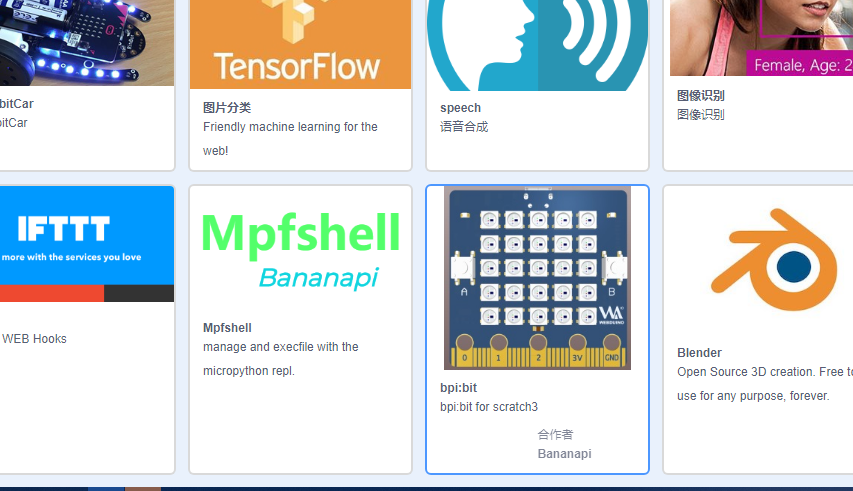 TensorFlow
Female, Age: 2
bitCar
bitCar
图片分类
Friendly machine learning for the
web!
speech
语音合成
图像识别
图像识别
IFTTT
more with the services you love
WEB Hooks
Mpfshell
Bananapi
Mpfshell
manage and execfile with the
micropython repl.
A
B
WEBDUINO
0
1
2
3V
GND
bpi:bit
bpi:bit for scratch3
合作者
Bananapi
Blender
Open Source 3D creation. Free to
use for any purpose, forever.